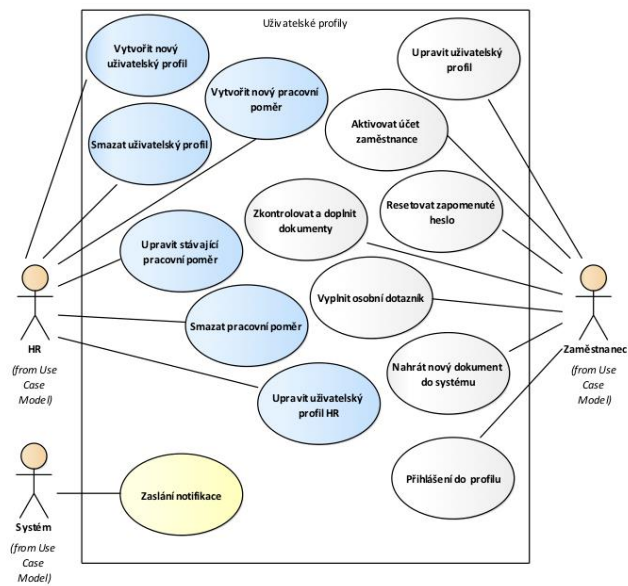 Uživatelské profily
Vytvořit nový
uživatelský profil
Upravit uživatelský
profil
Vytvořit nový pracovní
poměr
Aktivovat účet
zaměstnance
Smazat uživatelský profil
Zkontrolovat a doplnit
dokumenty
Resetovat zapomenuté
heslo
Upravit stávající
pracovní poměr
Vyplnit osobní dotazník
Smazat pracovní poměr
HR
(from Use
Case
Model)
Zaměstnanec
(from Use
Case
Model)
Nahrát nový dokument
do systému
Upravit uživatelský
profil HR
Přihlášení do profilu
Zaslání notifikace
Systém
(from Use
Case
Model)